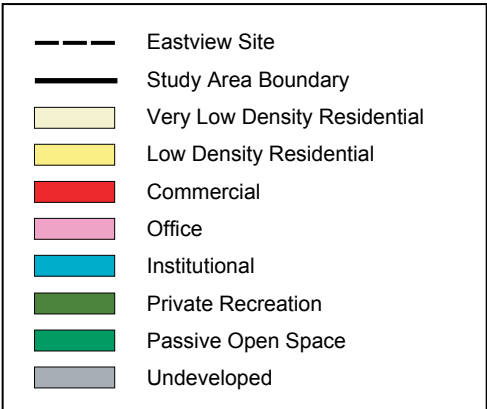 Eastview Site
Study Area Boundary
Very Low Density Residential
Low Density Residential
Commercial
Office
Institutional
Private Recreation
Passive Open Space
Undeveloped